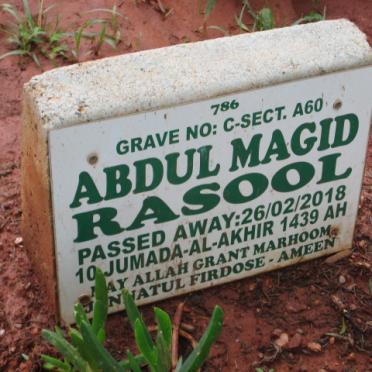 786
GRAVE NO: C-SECT. A60
ABDUL MAGID
RASOOL
PASSED AWAY:26/02/2018
10 JUMADA-AL-AKHIR 1439 AH
MAY ALLAH GRANT MARHOOM
JANNATUL FIRDOSE - AMEEN